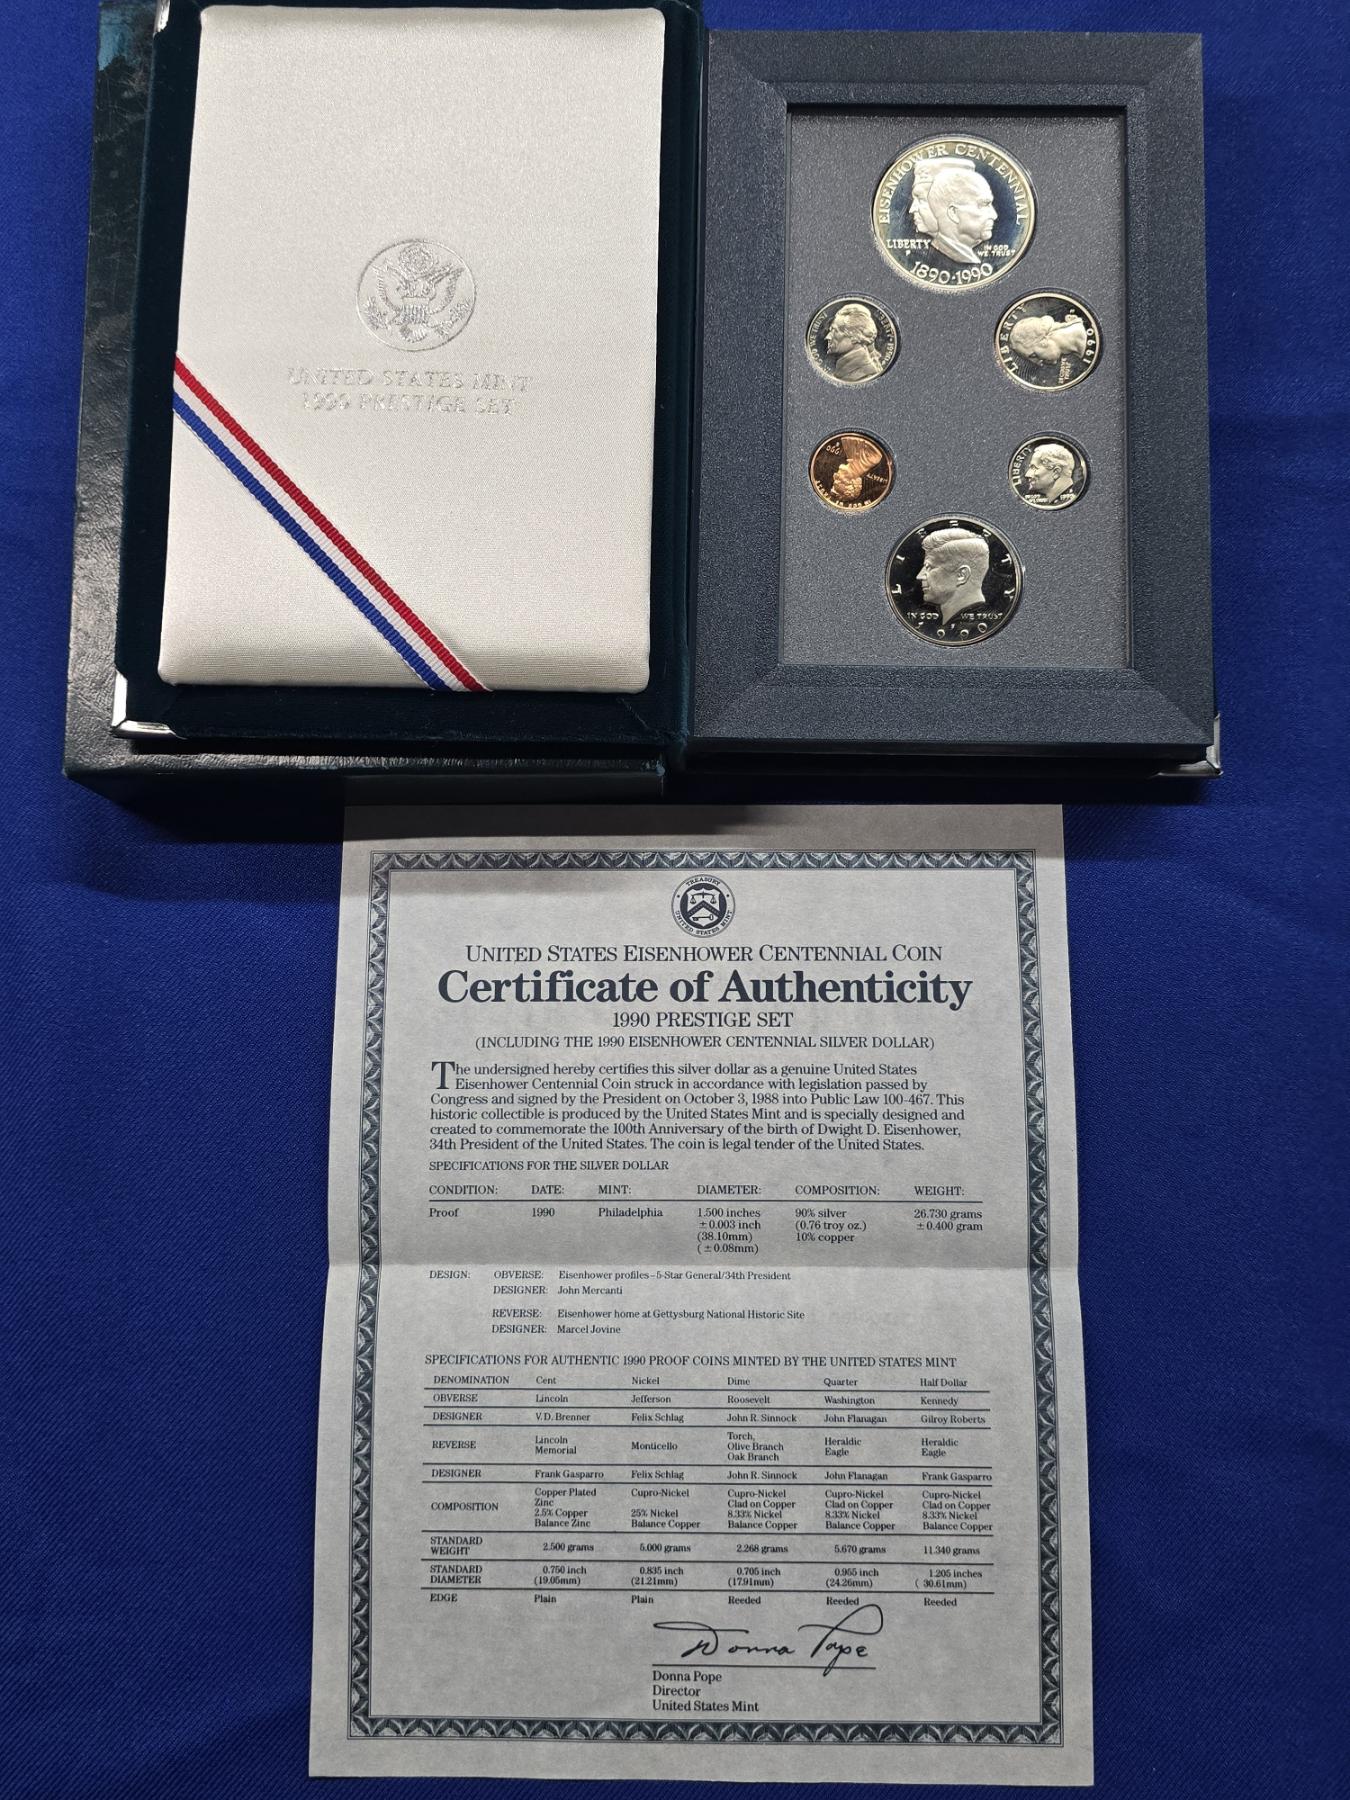 UNITED STATES MINT
1990 PRESTIGE SET
EISENHOWER CENTENNIAL
LIBERTY
IN GOD
WE TRUST
P
1890·1990
LIBERTY
1990
LIBERTY
1990
LIBERTY
1990
LIBERTY
IN GOD WE TRUST
1990
TREASURY
UNITED STATES MINT
UNITED STATES EISENHOWER CENTENNIAL COIN
Certificate of Authenticity
1990 PRESTIGE SET
(INCLUDING THE 1990 EISENHOWER CENTENNIAL SILVER DOLLAR)
The undersigned hereby certifies this silver dollar as a genuine United States
Eisenhower Centennial Coin struck in accordance with legislation passed by
Congress and signed by the President on October 3, 1988 into Public Law 100-467. This
historic collectible is produced by the United States Mint and is specially designed and
created to commemorate the 100th Anniversary of the birth of Dwight D. Eisenhower,
34th President of the United States. The coin is legal tender of the United States.
SPECIFICATIONS FOR THE SILVER DOLLAR
CONDITION: DATE: MINT: DIAMETER: COMPOSITION: WEIGHT:
Proof 1990 Philadelphia 1.500 inches 90% silver 26.730 grams
±0.003 inch (0.76 troy oz.) ±0.400 gram
(38.10mm) 10% copper
(±0.08mm)
DESIGN: OBVERSE: Eisenhower profiles–5-Star General/34th President
DESIGNER: John Mercanti
REVERSE: Eisenhower home at Gettysburg National Historic Site
DESIGNER: Marcel Jovine
SPECIFICATIONS FOR AUTHENTIC 1990 PROOF COINS MINTED BY THE UNITED STATES MINT
DENOMINATION Cent Nickel Dime Quarter Half Dollar
OBVERSE Lincoln Jefferson Roosevelt Washington Kennedy
DESIGNER V.D. Brenner Felix Schlag John R. Sinnock John Flanagan Gilroy Roberts
REVERSE Lincoln Memorial Monticello Torch, Olive Branch Oak Branch Heraldic Eagle Heraldic Eagle
DESIGNER Frank Gasparro Felix Schlag John R. Sinnock John Flanagan Frank Gasparro
COMPOSITION Copper Plated Zinc 2.5% Copper Balance Zinc Cupro-Nickel 25% Nickel Balance Copper Cupro-Nickel Clad on Copper 8.33% Nickel Balance Copper Cupro-Nickel Clad on Copper 8.33% Nickel Balance Copper Cupro-Nickel Clad on Copper 8.33% Nickel Balance Copper
STANDARD WEIGHT 2.500 grams 5.000 grams 2.268 grams 5.670 grams 11.340 grams
STANDARD DIAMETER 0.750 inch (19.05mm) 0.835 inch (21.21mm) 0.705 inch (17.91mm) 0.955 inch (24.26mm) 1.205 inches (30.61mm)
EDGE Plain Plain Reeded Reeded Reeded
Donna Pope
Donna Pope
Director
United States Mint